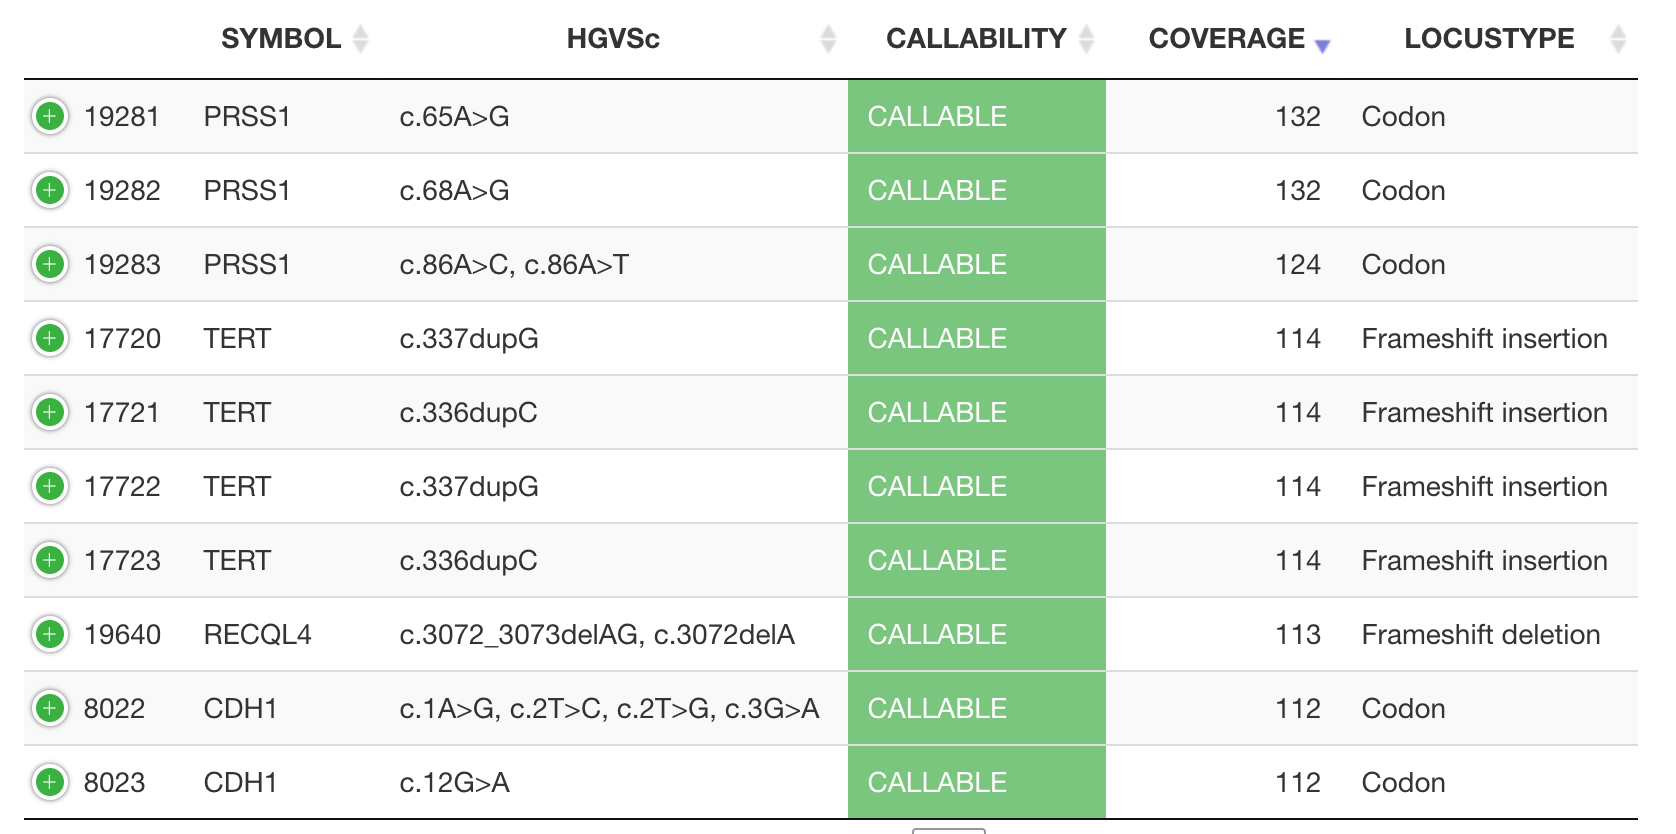 SYMBOL HGVSc CALLABILITY COVERAGE LOCUSTYPE
19281 PRSS1 c.65A>G CALLABLE 132 Codon
19282 PRSS1 c.68A>G CALLABLE 132 Codon
19283 PRSS1 c.86A>C, c.86A>T CALLABLE 124 Codon
17720 TERT c.337dupG CALLABLE 114 Frameshift insertion
17721 TERT c.336dupC CALLABLE 114 Frameshift insertion
17722 TERT c.337dupG CALLABLE 114 Frameshift insertion
17723 TERT c.336dupC CALLABLE 114 Frameshift insertion
19640 RECQL4 c.3072_3073delAG, c.3072delA CALLABLE 113 Frameshift deletion
8022 CDH1 c.1A>G, c.2T>C, c.2T>G, c.3G>A CALLABLE 112 Codon
8023 CDH1 c.12G>A CALLABLE 112 Codon